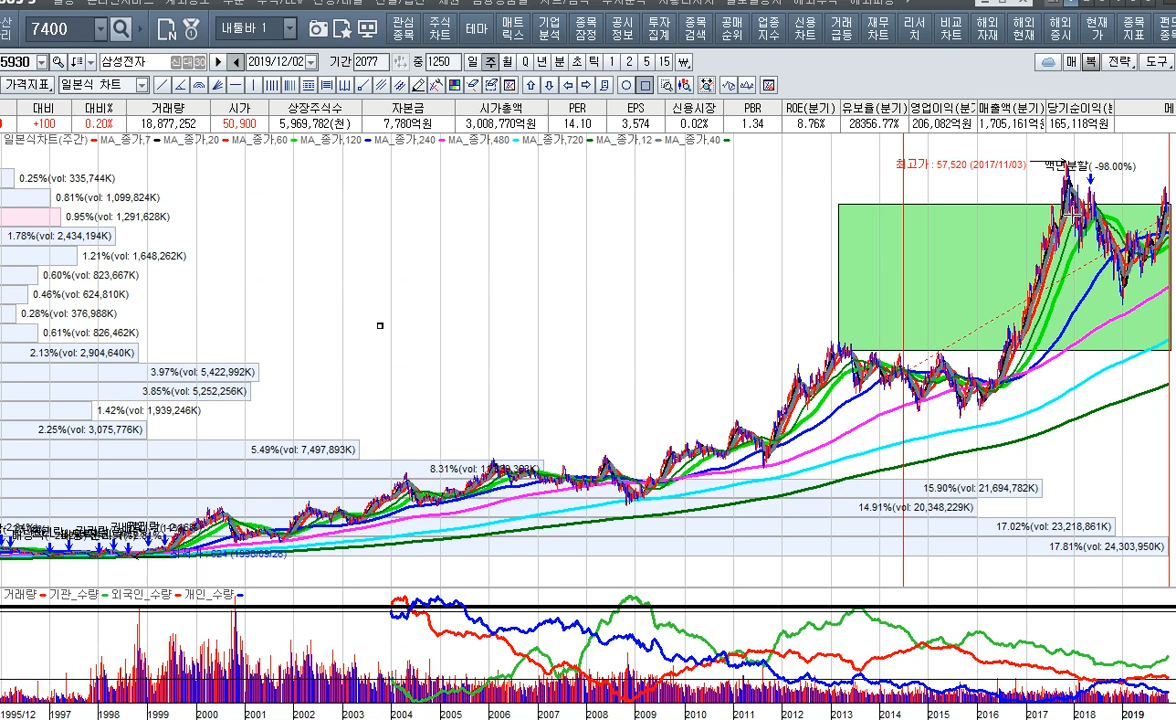 7400 내툴바 1
관심종목 주식차트 테마 매트릭스 기업분석 종목잠정 공시정보 투자집계 종목검색 공매순위 업종지수 신용차트 거래급등 재무차트 리서치 비교차트 해외자재 해외현재 해외증시 수급차트 현재가 종목지표
5930 삼성전자 신 대 30 2019/12/02 기간 2077 중 1250 일 주 월 Q 년 분 초 틱 1 2 5 15 매 복 전략 도구
가격지표 일본식 차트
대비 대비% 거래량 시가 상장주식수 자본금 시가총액 PER EPS 신용시장 PBR ROE(분기) 유보율(분기) 영업이익(분기 매출액(분기) 당기순이익(분 매
+100 0.20% 18,877,252 50,900 5,969,782(천) 7,780억원 3,008,770억원 14.10 3,574 0.02% 1.34 8.76% 28356.77% 206,082억원 1,705,161억 165,118억원
일본식차트(주간) MA_종가,7 MA_종가,20 MA_종가,60 MA_종가,120 MA_종가,240 MA_종가,480 MA_종가,720 MA_종가,12 MA_종가,40
최고가 : 57,520 (2017/11/03) 액면분할( -98.00%)
0.25%(vol: 335,744K)
0.81%(vol: 1,099,824K)
0.95%(vol: 1,291,628K)
1.78%(vol: 2,434,194K)
1.21%(vol: 1,648,262K)
0.60%(vol: 823,667K)
0.46%(vol: 624,810K)
0.28%(vol: 376,988K)
0.61%(vol: 826,462K)
2.13%(vol: 2,904,640K)
3.97%(vol: 5,422,992K)
3.85%(vol: 5,252,256K)
1.42%(vol: 1,939,246K)
2.25%(vol: 3,075,776K)
5.49%(vol: 7,497,893K)
8.31%(vol:
15.90%(vol: 21,694,782K)
14.91%(vol: 20,348,229K)
17.02%(vol: 23,218,861K)
17.81%(vol: 24,303,950K)
거래량 기관_수량 외국인_수량 개인_수량
1995/12 1997 1998 1999 2000 2001 2002 2003 2004 2005 2006 2007 2008 2009 2010 2011 2012 2013 2014 2015 2016 2017 2018 2019